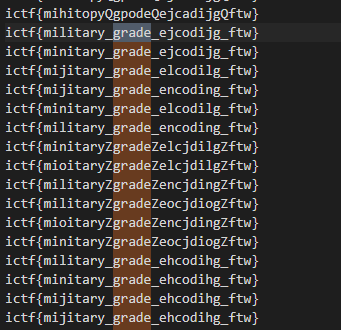 ictf{mihitopyQgpodeQejcadijgQftw}
ictf{military_grade_ejcodijg_ftw}
ictf{minitary_grade_ejcodijg_ftw}
ictf{mijitary_grade_elcodilg_ftw}
ictf{mijitary_grade_encoding_ftw}
ictf{minitary_grade_elcodilg_ftw}
ictf{military_grade_encoding_ftw}
ictf{minitaryZgradeZelcjdilgZftw}
ictf{mioitaryZgradeZelcjdilgZftw}
ictf{militaryZgradeZencjdingZftw}
ictf{militaryZgradeZeocjdiogZftw}
ictf{mioitaryZgradeZencjdingZftw}
ictf{minitaryZgradeZeocjdiogZftw}
ictf{military_grade_ehcodihg_ftw}
ictf{minitary_grade_ehcodihg_ftw}
ictf{mijitary_grade_ehcodihg_ftw}
ictf{mijitary_grade_ehcodihg_ftw}